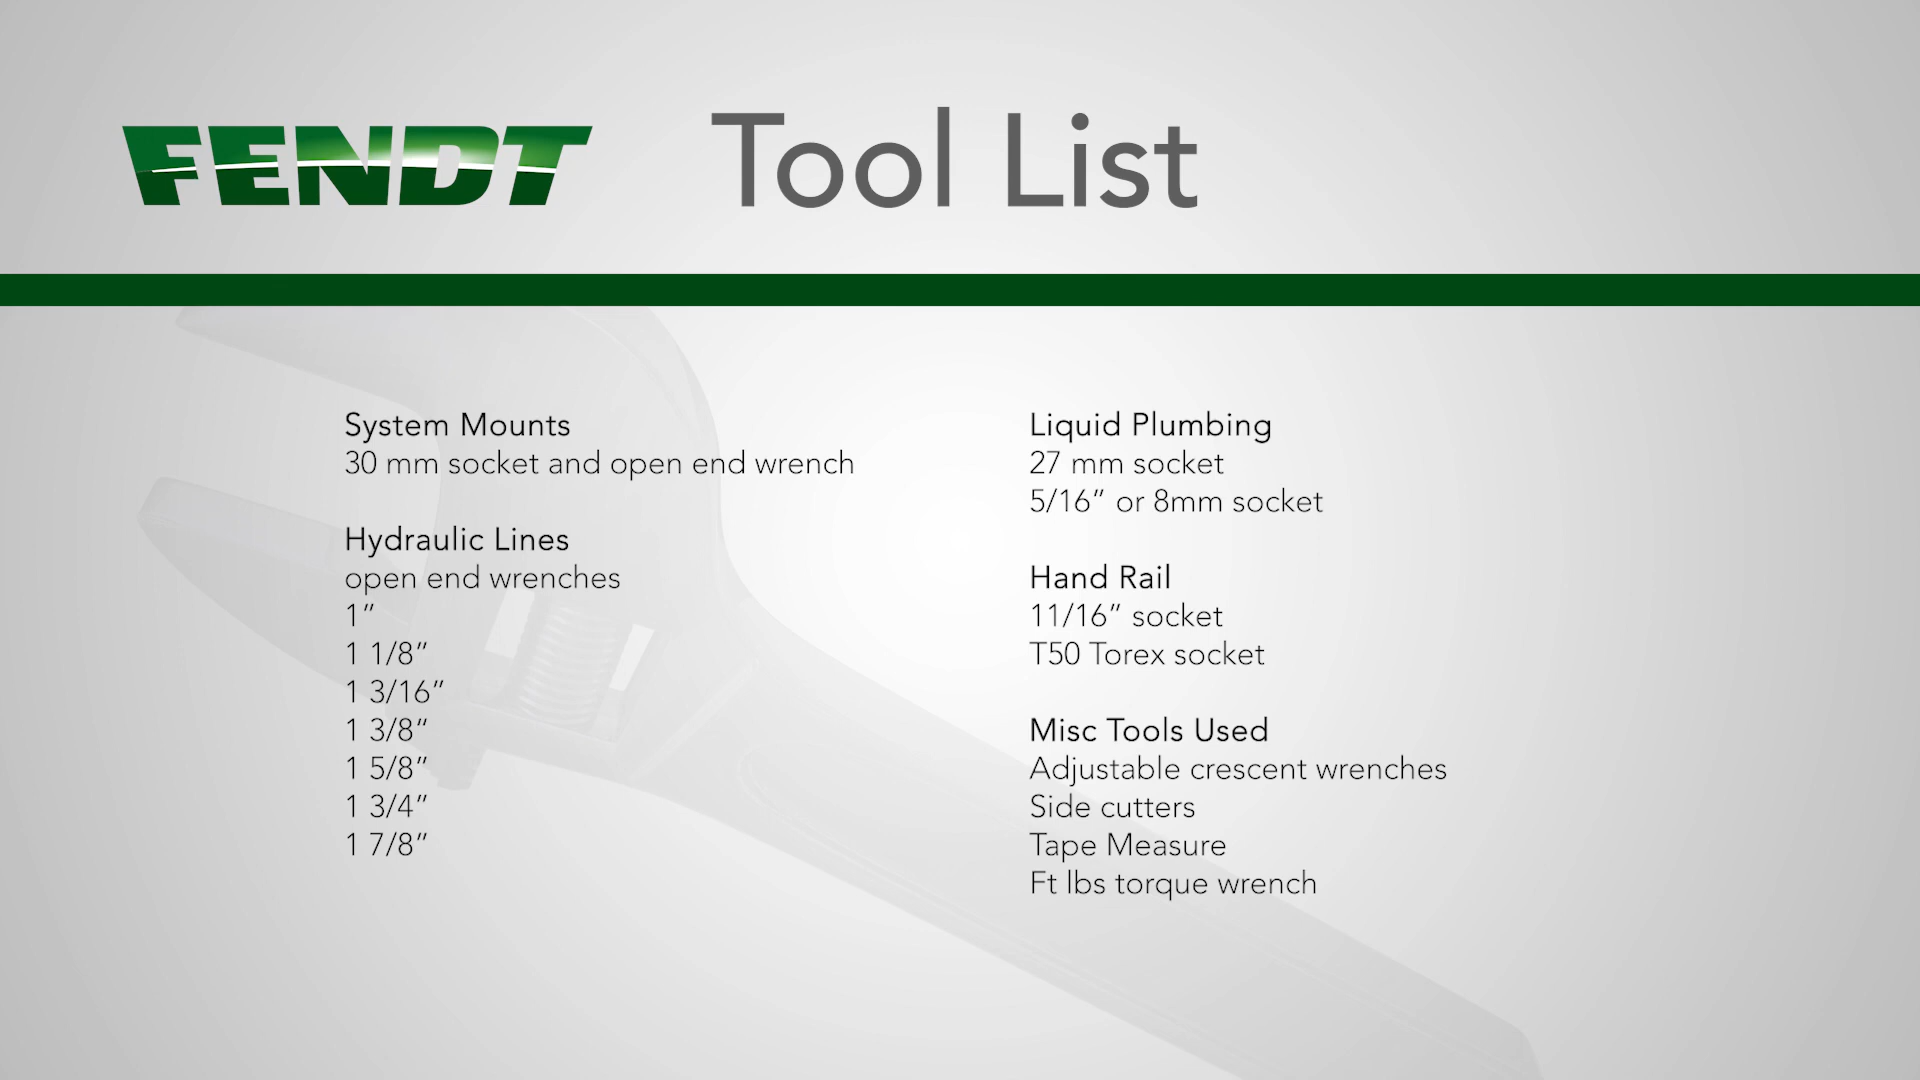 FENDT
Tool List
System Mounts
30 mm socket and open end wrench
Hydraulic Lines
open end wrenches
1”
1 1/8”
1 3/16”
1 3/8”
1 5/8”
1 3/4”
1 7/8”
Liquid Plumbing
27 mm socket
5/16” or 8mm socket
Hand Rail
11/16” socket
T50 Torex socket
Misc Tools Used
Adjustable crescent wrenches
Side cutters
Tape Measure
Ft lbs torque wrench